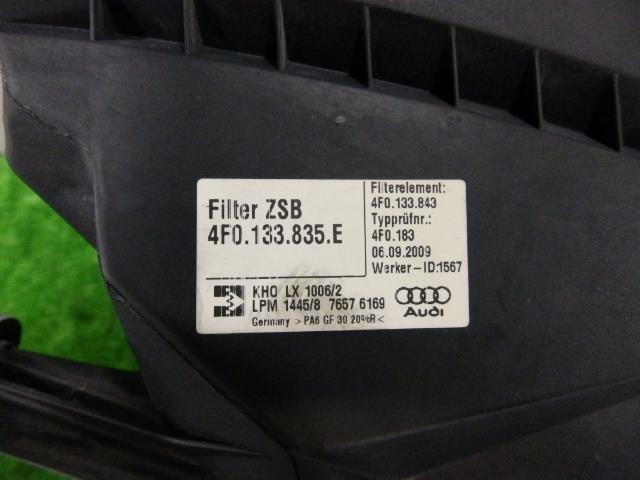 Filter ZSB
4F0.133.835.E
Filterelement:
4F0.133.843
Typprüfnr.:
4F0.183
06.09.2009
Werker-ID:1567
KHO LX 1006/2
LPM 1445/8 7657 6169
Germany >PA6 GF 30 20%R<
Audi